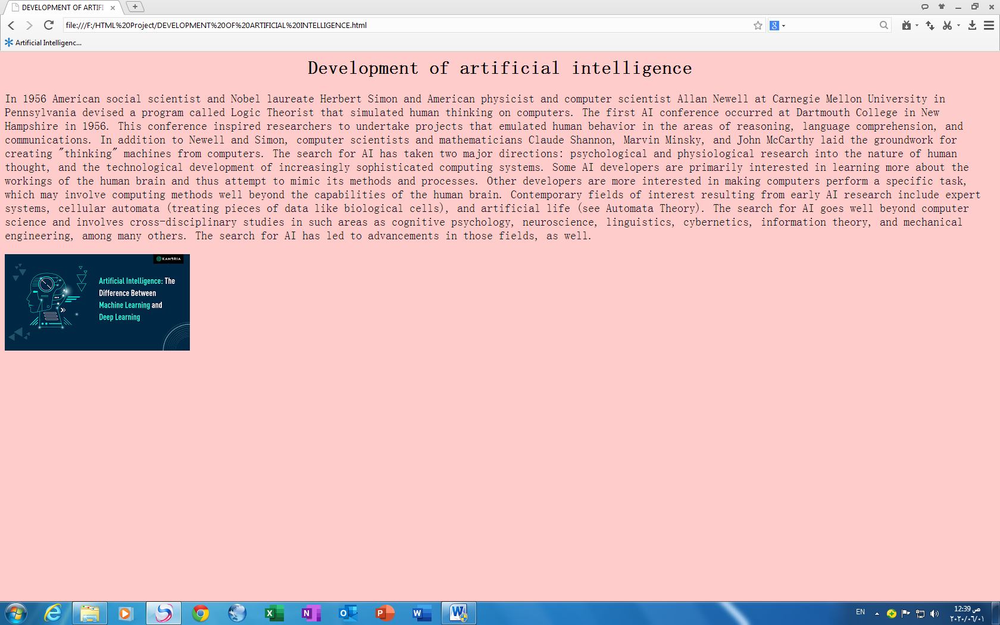 DEVELOPMENT OF ARTIFI
file:///F:/HTML%20Project/DEVELOPMENT%20OF%20ARTIFICIAL%20INTELLIGENCE.html
8
Artificial Intelligenc...
Development of artificial intelligence
In 1956 American social scientist and Nobel laureate Herbert Simon and American physicist and computer scientist Allan Newell at Carnegie Mellon University in
Pennsylvania devised a program called Logic Theorist that simulated human thinking on computers. The first AI conference occurred at Dartmouth College in New
Hampshire in 1956. This conference inspired researchers to undertake projects that emulated human behavior in the areas of reasoning, language comprehension, and
communications. In addition to Newell and Simon, computer scientists and mathematicians Claude Shannon, Marvin Minsky, and John McCarthy laid the groundwork for
creating "thinking" machines from computers. The search for AI has taken two major directions: psychological and physiological research into the nature of human
thought, and the technological development of increasingly sophisticated computing systems. Some AI developers are primarily interested in learning more about the
workings of the human brain and thus attempt to mimic its methods and processes. Other developers are more interested in making computers perform a specific task,
which may involve computing methods well beyond the capabilities of the human brain. Contemporary fields of interest resulting from early AI research include expert
systems, cellular automata (treating pieces of data like biological cells), and artificial life (see Automata Theory). The search for AI goes well beyond computer
science and involves cross-disciplinary studies in such areas as cognitive psychology, neuroscience, linguistics, cybernetics, information theory, and mechanical
engineering, among many others. The search for AI has led to advancements in those fields, as well.
KAMBRIA
Artificial Intelligence: The
Difference Between
Machine Learning and
Deep Learning
EN
12:39 ص
٢٠٢٠/٠٦/٠١